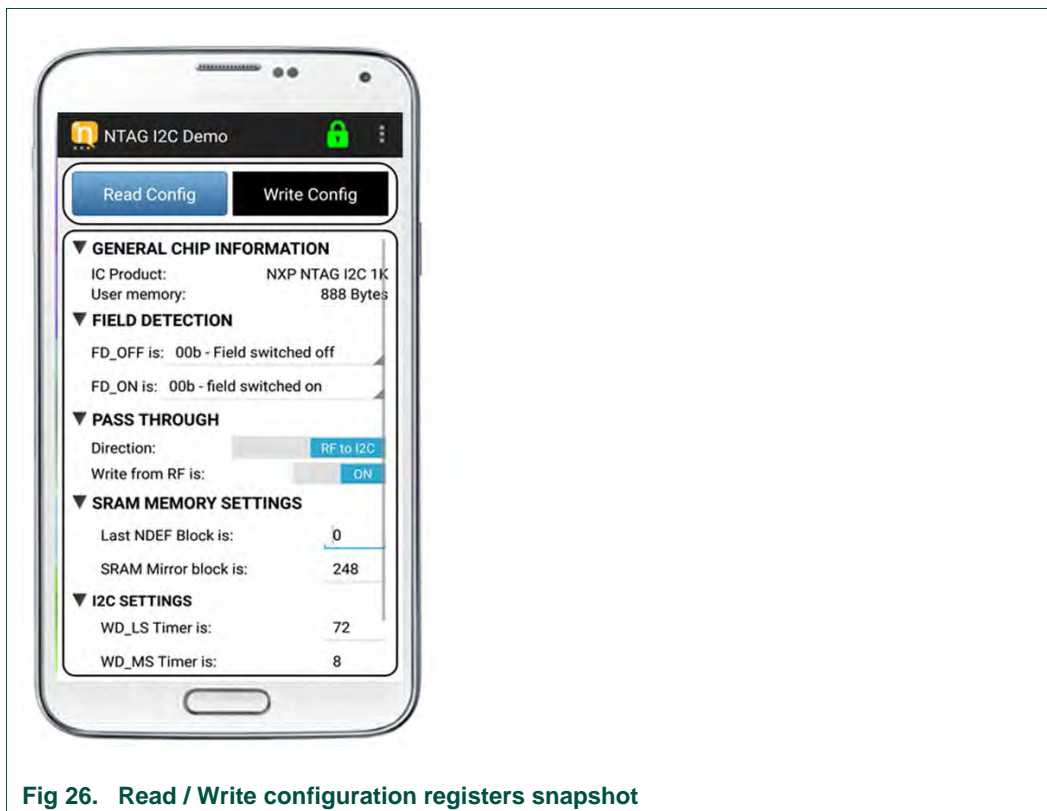 NTAG I2C Demo
Read Config Write Config
GENERAL CHIP INFORMATION
IC Product: NXP NTAG I2C 1K
User memory: 888 Bytes
FIELD DETECTION
FD_OFF is: 00b - Field switched off
FD_ON is: 00b - field switched on
PASS THROUGH
Direction: RF to I2C
Write from RF is: ON
SRAM MEMORY SETTINGS
Last NDEF Block is: 0
SRAM Mirror block is: 248
I2C SETTINGS
WD_LS Timer is: 72
WD_MS Timer is: 8
Fig 26. Read / Write configuration registers snapshot